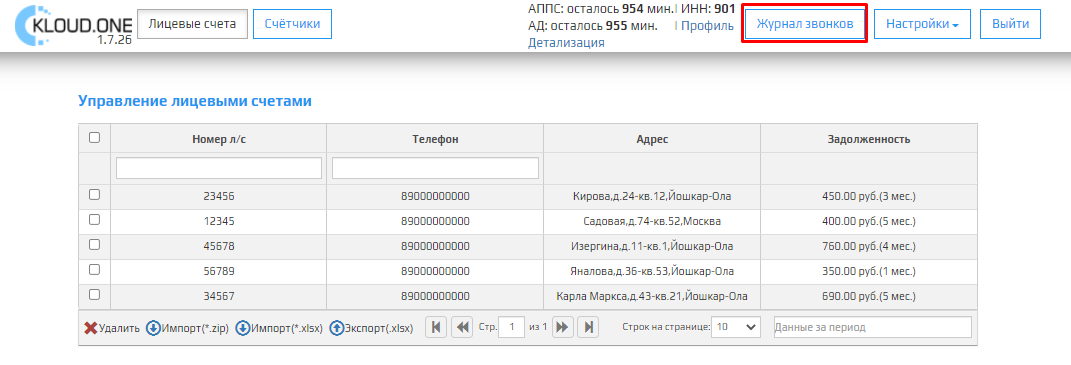 KLOUD.ONE
1.7.26
Лицевые счета
Счётчики
АППС: осталось 954 мин. | ИНН: 901
АД: осталось 955 мин. | Профиль
Детализация
Журнал звонков
Настройки
Выйти
Управление лицевыми счетами
Номер л/с Телефон Адрес Задолженность
23456 89000000000 Кирова,д.24-кв.12,Йошкар-Ола 450.00 руб.(3 мес.)
12345 89000000000 Садовая,д.74-кв.52,Москва 400.00 руб.(5 мес.)
45678 89000000000 Изергина,д.11-кв.1,Йошкар-Ола 760.00 руб.(4 мес.)
56789 89000000000 Яналова,д.36-кв.53,Йошкар-Ола 350.00 руб.(1 мес.)
34567 89000000000 Карла Маркса,д.43-кв.21,Йошкар-Ола 690.00 руб.(5 мес.)
Удалить Импорт(*.zip) Импорт(*.xlsx) Экспорт(.xlsx) Стр. 1 из 1 Строк на странице: 10 Данные за период